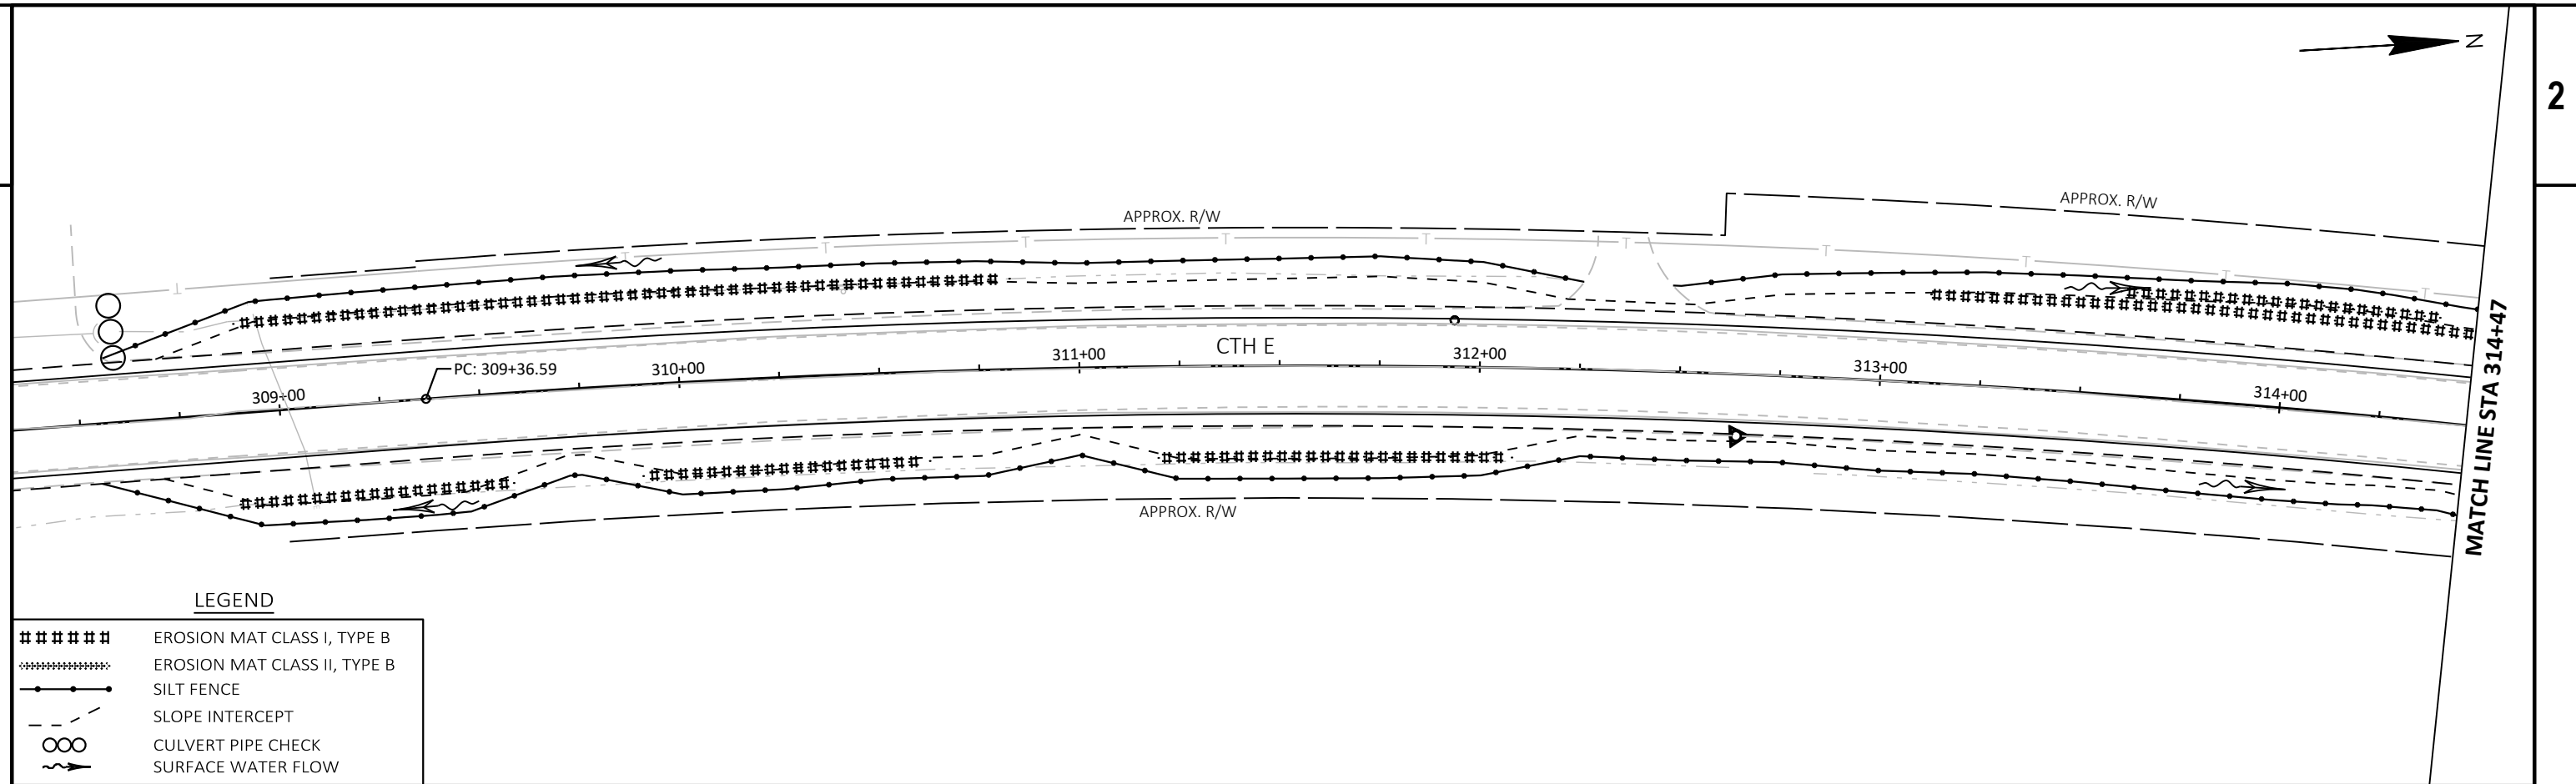 N
2
APPROX. R/W
APPROX. R/W
T T T T T T T T T T T
CTH E
309+00
PC: 309+36.59
310+00
311+00
312+00
313+00
314+00
MATCH LINE STA 314+47
APPROX. R/W
LEGEND
EROSION MAT CLASS I, TYPE B
EROSION MAT CLASS II, TYPE B
SILT FENCE
SLOPE INTERCEPT
CULVERT PIPE CHECK
SURFACE WATER FLOW